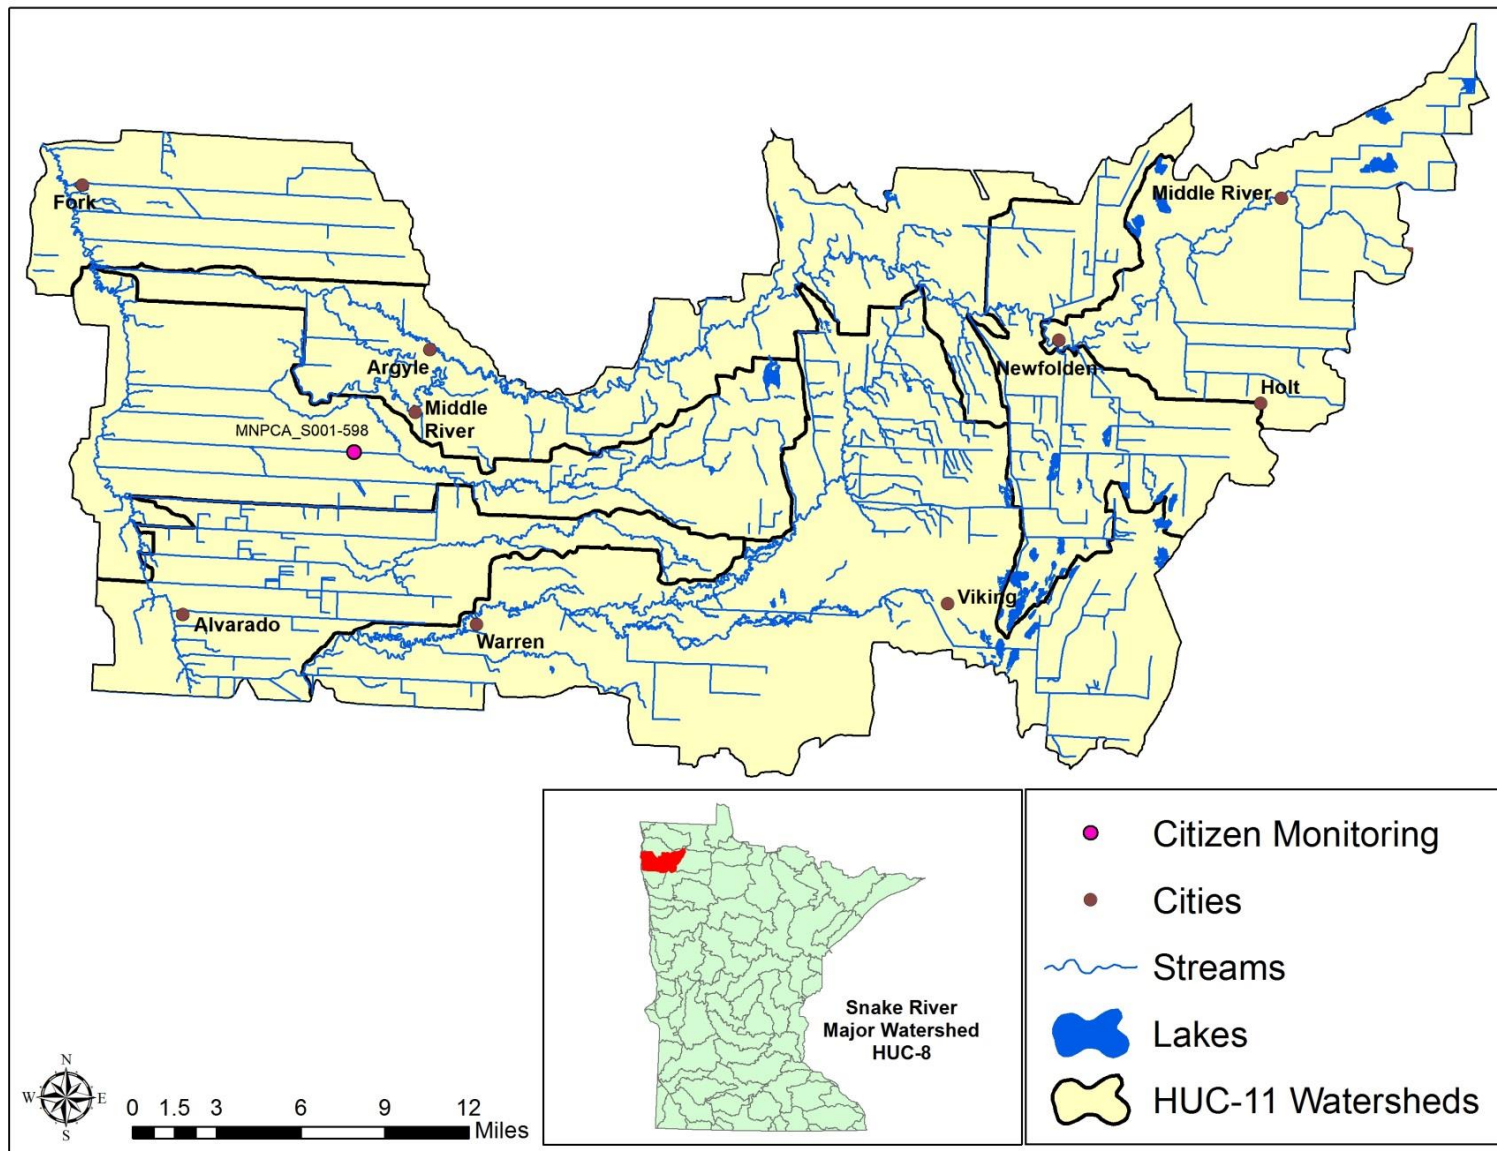 Fork
Middle River
Argyle
Newfolden
Holt
Middle
River
MNPCA_S001-598
Viking
Alvarado
Warren
Snake River
Major Watershed
HUC-8
Citizen Monitoring
Cities
Streams
Lakes
HUC-11 Watersheds
N
W E
S
0 1.5 3 6 9 12
Miles